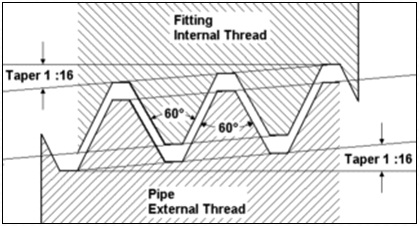 Fitting
Internal Thread
Taper 1 :16
60°
60°
Taper 1 :16
Pipe
External Thread